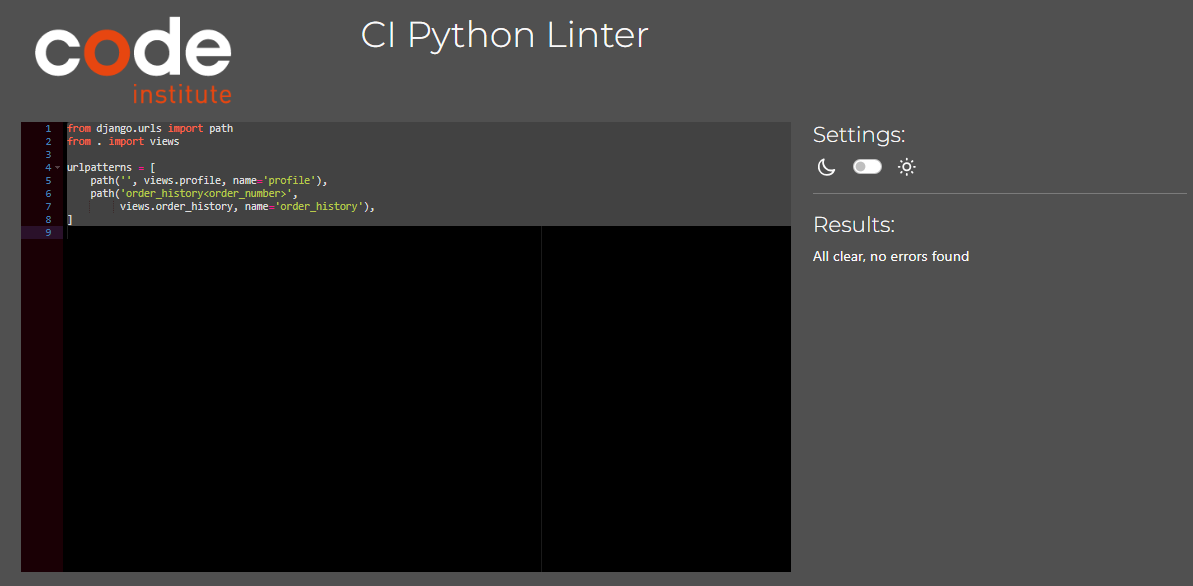 code
institute
CI Python Linter
1 from django.urls import path
2 from . import views
3
4 urlpatterns = [
5     path('', views.profile, name='profile'),
6     path('order_history<order_number>',
7          views.order_history, name='order_history'),
8 ]
9
Settings:
Results:
All clear, no errors found